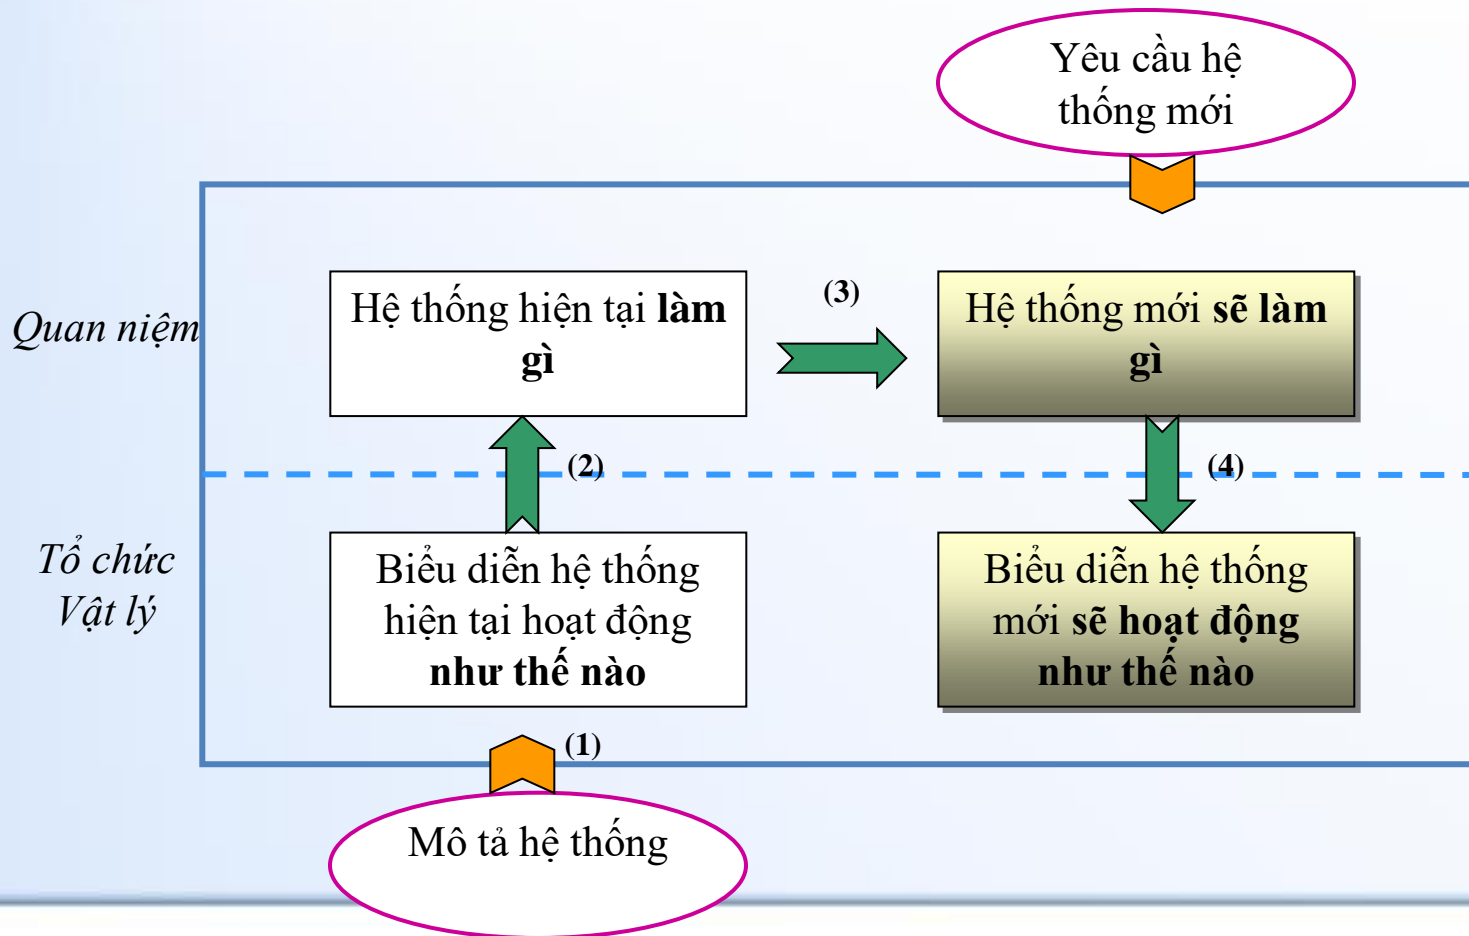 Yêu cầu hệ
thống mới
Quan niệm
Hệ thống hiện tại làm
gì
(3)
Hệ thống mới sẽ làm
gì
(2)
(4)
Tổ chức
Vật lý
Biểu diễn hệ thống
hiện tại hoạt động
như thế nào
Biểu diễn hệ thống
mới sẽ hoạt động
như thế nào
(1)
Mô tả hệ thống